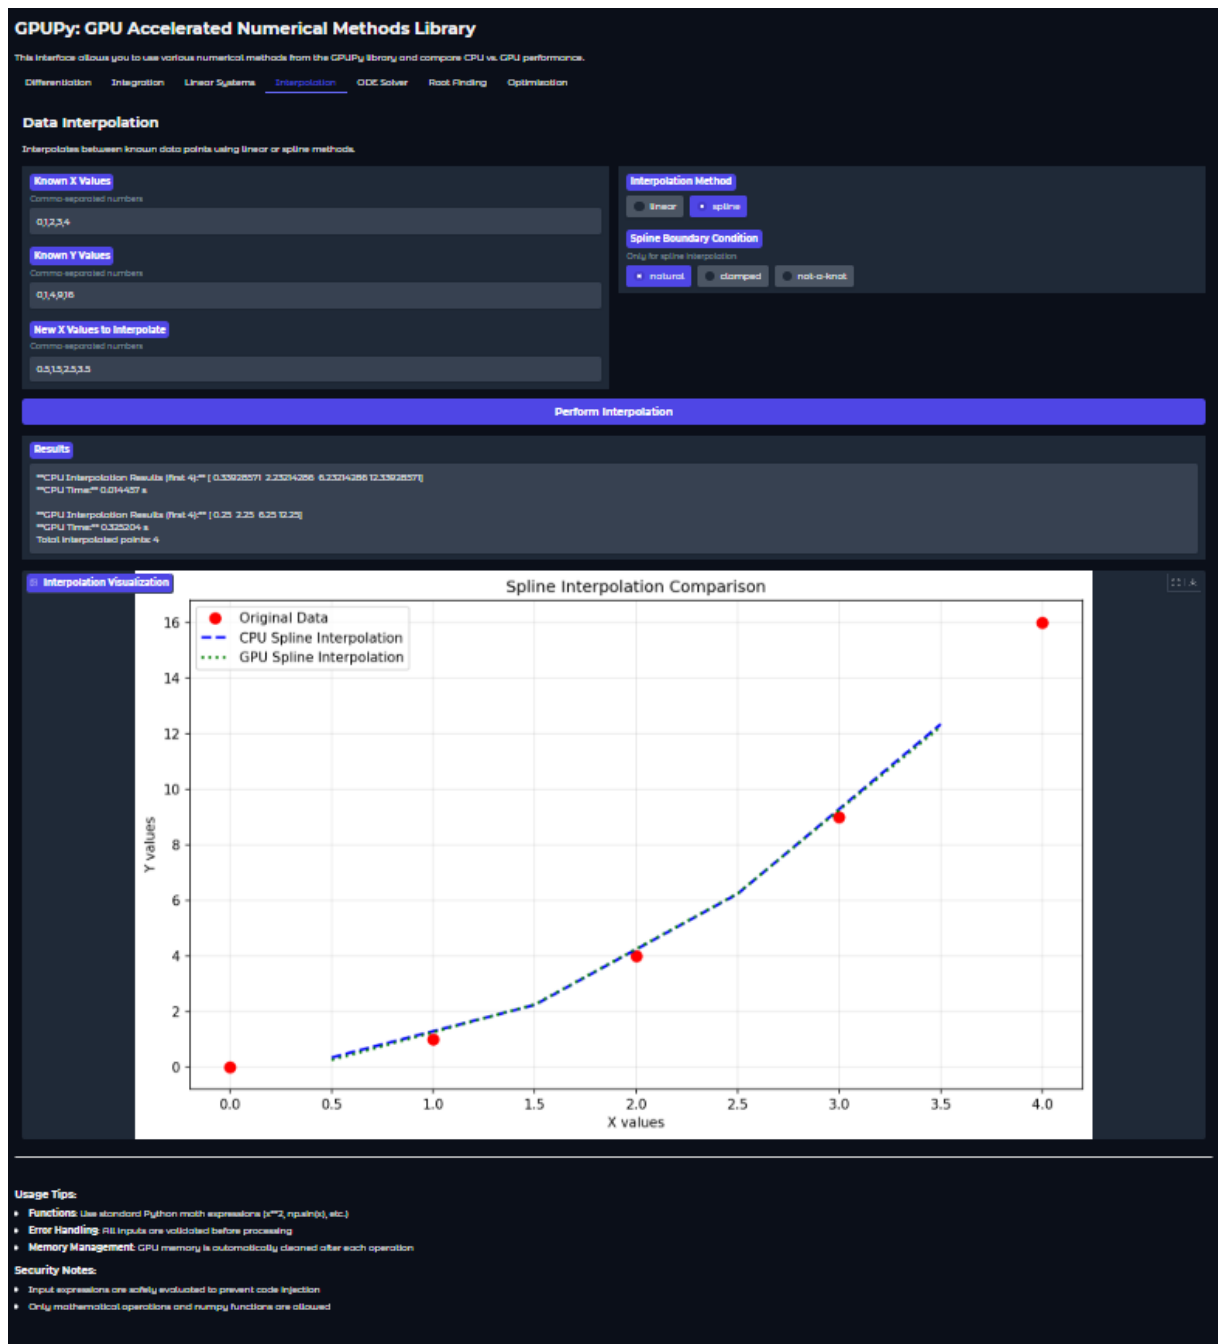 GPUPy: GPU Accelerated Numerical Methods Library
This interface allows you to use various numerical methods from the GPUPy library and compare CPU vs. GPU performance.
Differentiation Integration Linear Systems Interpolation ODE Solver Root Finding Optimization
Data Interpolation
Interpolates between known data points using linear or spline methods.
Known X Values
Comma-separated numbers
0,1,2,3,4
Known Y Values
Comma-separated numbers
0,1,4,9,16
New X Values to Interpolate
Comma-separated numbers
0.5,1.5,2.5,3.5
Interpolation Method
linear spline
Spline Boundary Condition
Only for spline interpolation
natural clamped not-a-knot
Perform Interpolation
Results
**CPU Interpolation Results (first 4):** [ 0.33928571 2.23214286 6.23214286 12.33928571]
**CPU Time:** 0.014457 s
**GPU Interpolation Results (first 4):** [ 0.25 2.25 6.25 12.25]
**GPU Time:** 0.325204 s
Total interpolated points: 4
Interpolation Visualization
Spline Interpolation Comparison
Original Data
CPU Spline Interpolation
GPU Spline Interpolation
16
14
12
10
8
6
4
2
0
Y values
0.0 0.5 1.0 1.5 2.0 2.5 3.0 3.5 4.0
X values
Usage Tips:
Functions: Use standard Python math expressions (x**2, np.sin(x), etc.)
Error Handling: All inputs are validated before processing
Memory Management: GPU memory is automatically cleaned after each operation
Security Notes:
Input expressions are safely evaluated to prevent code injection
Only mathematical operations and numpy functions are allowed